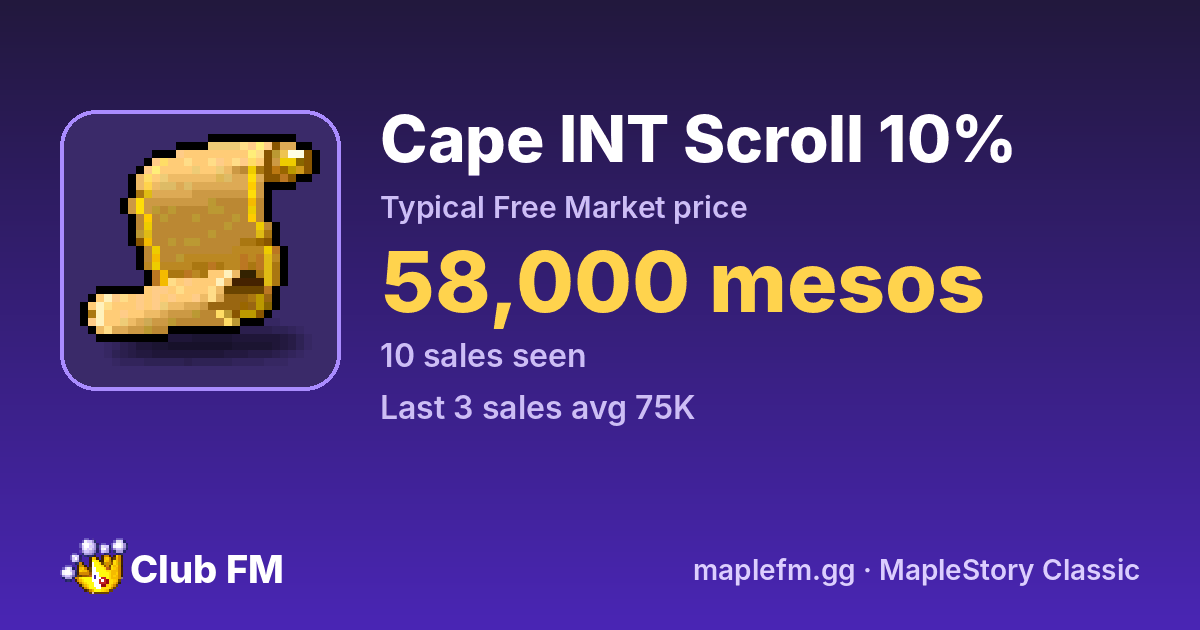 Cape INT Scroll 10%
Typical Free Market price
58,000 mesos
10 sales seen
Last 3 sales avg 75K
Club FM
maplefm.gg · MapleStory Classic